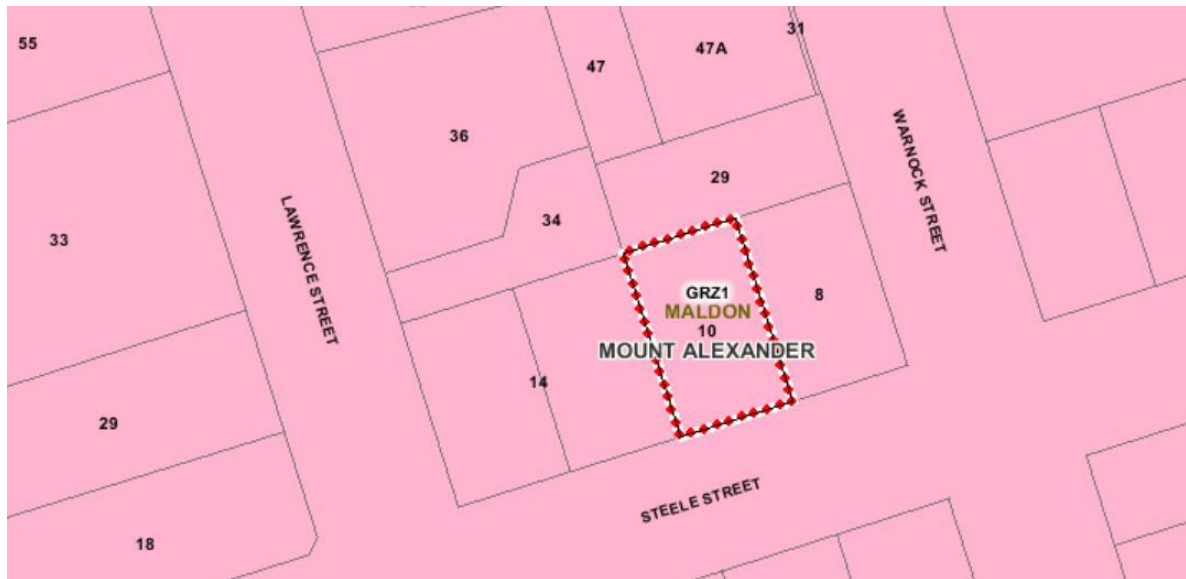 55
31
47A
47
36
WARNOCK STREET
29
34
LAWRENCE STREET
33
GRZ1
8
MALDON
10
MOUNT ALEXANDER
14
29
STEELE STREET
18